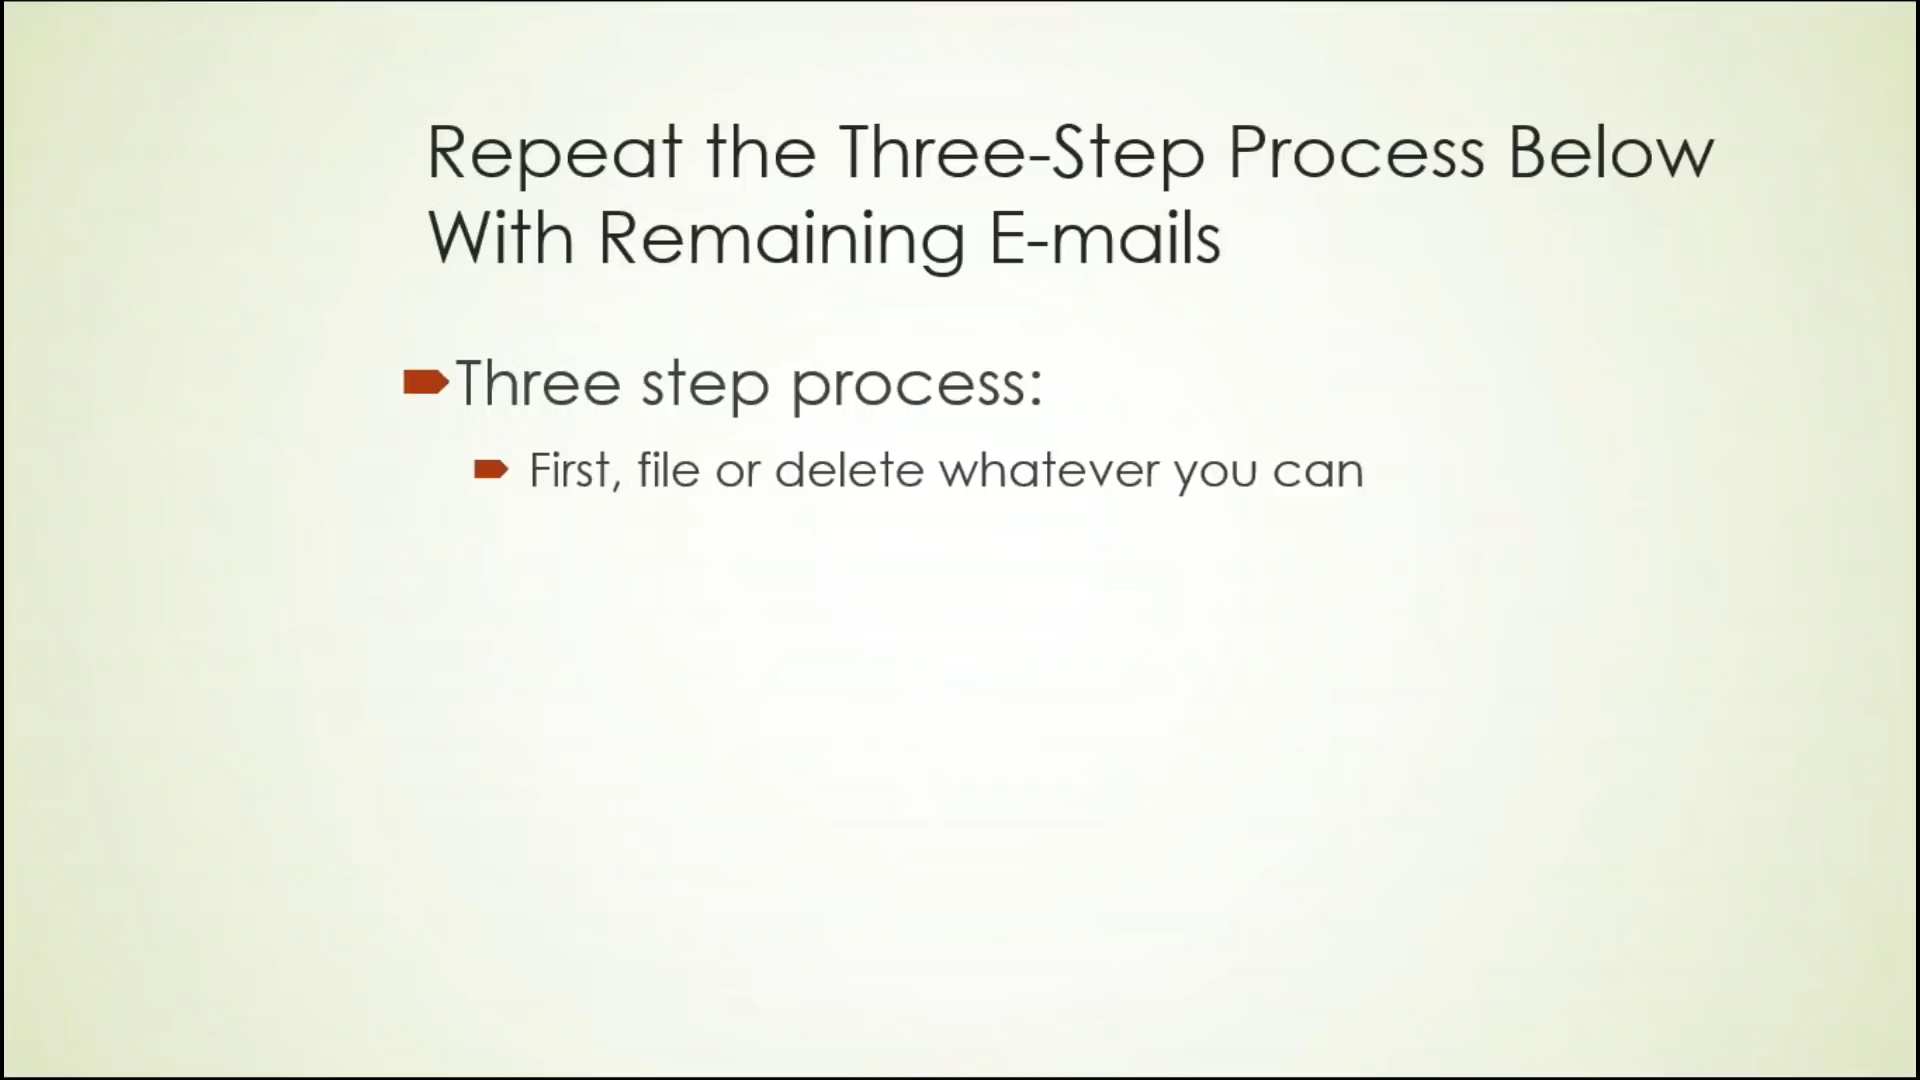 Repeat the Three-Step Process Below
With Remaining E-mails
Three step process:
First, file or delete whatever you can